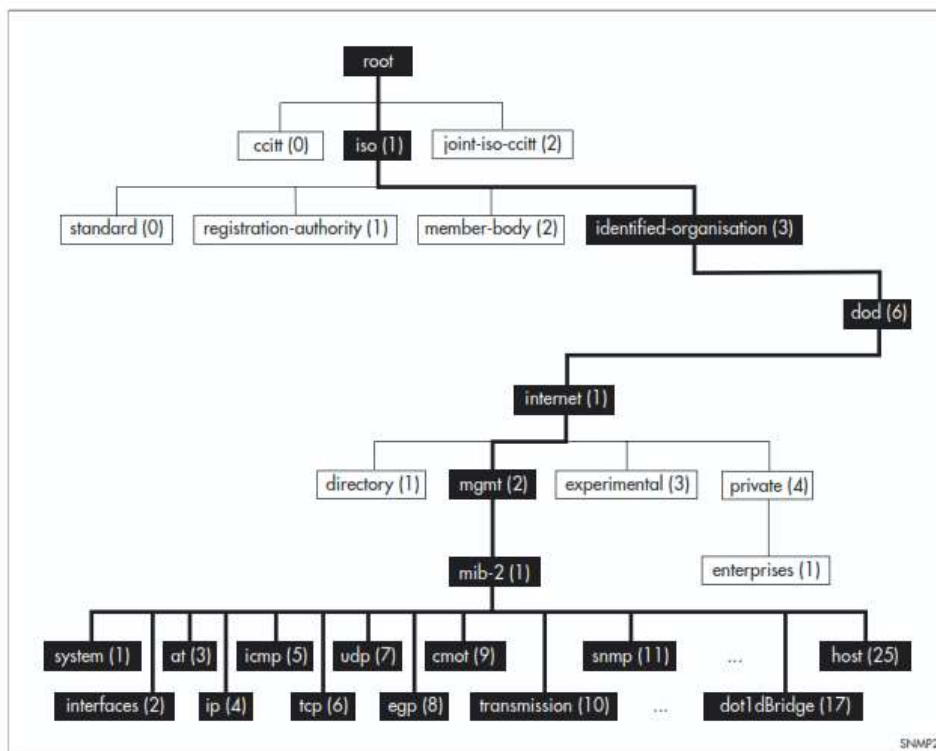 root
ccitt (0) iso (1) joint-iso-ccitt (2)
standard (0) registration-authority (1) member-body (2) identified-organisation (3)
dod (6)
internet (1)
directory (1) mgmt (2) experimental (3) private (4)
mib-2 (1) enterprises (1)
system (1) at (3) icmp (5) udp (7) cmot (9) snmp (11) ... host (25)
interfaces (2) ip (4) tcp (6) egp (8) transmission (10) ... dot1dBridge (17)
SNMP2